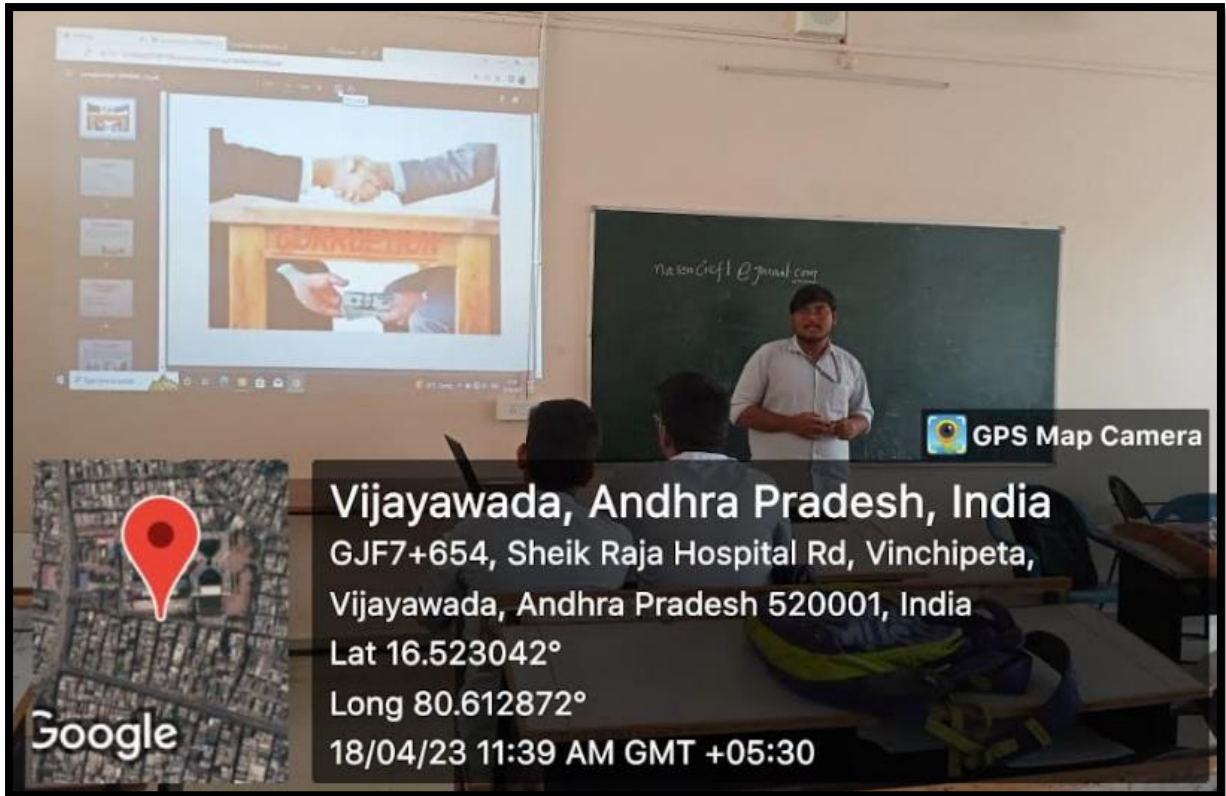 CORRUPTION
GPS Map Camera
Vijayawada, Andhra Pradesh, India
GJF7+654, Sheik Raja Hospital Rd, Vinchipeta,
Vijayawada, Andhra Pradesh 520001, India
Lat 16.523042°
Long 80.612872°
18/04/23 11:39 AM GMT +05:30
Google